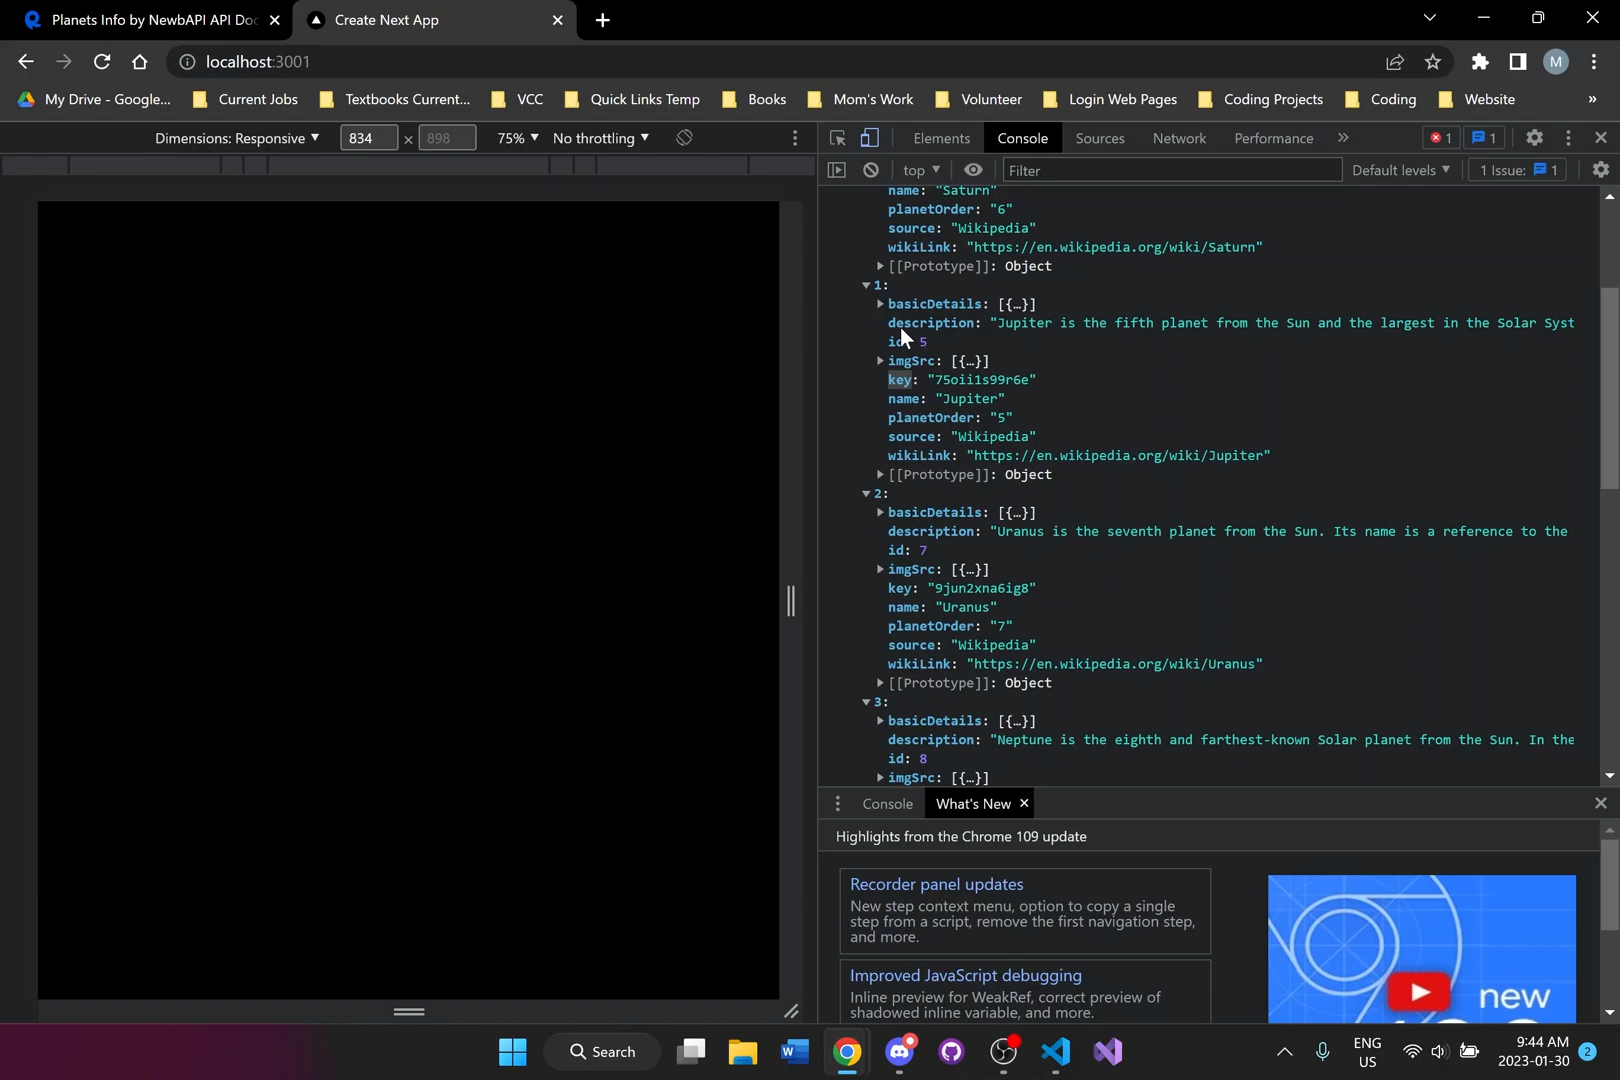 Planets Info by NewbAPI API Doc
Create Next App
localhost:3001
M
My Drive - Google...
Current Jobs
Textbooks Current...
VCC
Quick Links Temp
Books
Mom's Work
Volunteer
Login Web Pages
Coding Projects
Coding
Website
»
Dimensions: Responsive
834
×
898
75%
No throttling
Elements
Console
Sources
Network
Performance
»
1
1
top
Filter
Default levels
1 Issue: 1
name: "Saturn"
planetOrder: "6"
source: "Wikipedia"
wikiLink: "https://en.wikipedia.org/wiki/Saturn"
[[Prototype]]: Object
1:
basicDetails: [{…}]
description: "Jupiter is the fifth planet from the Sun and the largest in the Solar Syst
id: 5
imgSrc: [{…}]
key: "75oii1s99r6e"
name: "Jupiter"
planetOrder: "5"
source: "Wikipedia"
wikiLink: "https://en.wikipedia.org/wiki/Jupiter"
[[Prototype]]: Object
2:
basicDetails: [{…}]
description: "Uranus is the seventh planet from the Sun. Its name is a reference to the
id: 7
imgSrc: [{…}]
key: "9jun2xna6ig8"
name: "Uranus"
planetOrder: "7"
source: "Wikipedia"
wikiLink: "https://en.wikipedia.org/wiki/Uranus"
[[Prototype]]: Object
3:
basicDetails: [{…}]
description: "Neptune is the eighth and farthest-known Solar planet from the Sun. In the
id: 8
imgSrc: [{…}]
Console
What's New
Highlights from the Chrome 109 update
Recorder panel updates
New step context menu, option to copy a single
step from a script, remove the first navigation step,
and more.
Improved JavaScript debugging
Inline preview for WeakRef, correct preview of
shadowed inline variable, and more.
new
Search
ENG
US
9:44 AM
2023-01-30
2